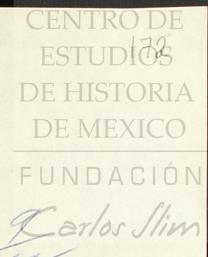 CENTRO DE
ESTUDIOS
172
DE HISTORIA
DE MEXICO
FUNDACIÓN
Carlos Slim